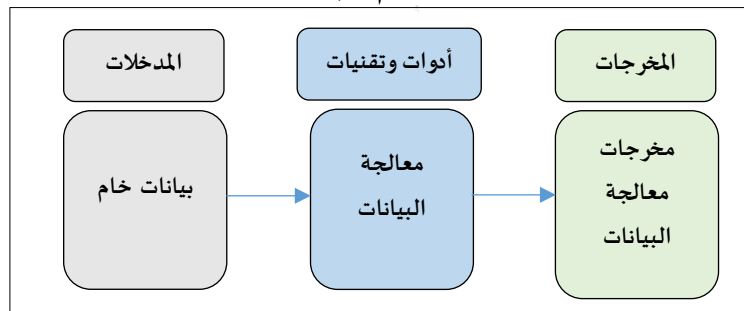 المدخلات
أدوات وتقنيات
المخرجات
بيانات خام
معالجة
البيانات
مخرجات
معالجة
البيانات